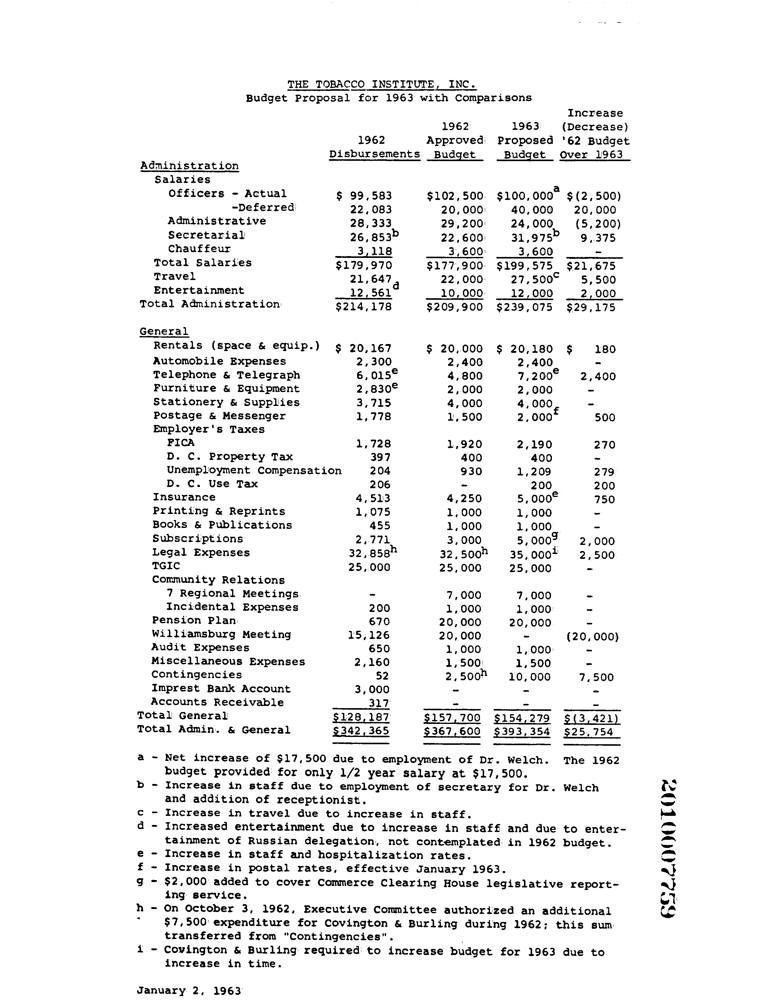 THE TOBACCO INSTITUTE, INC.
Budget Proposal for 1963 with Comparisons
Increase
1962 1963 (Decrease)
1962 Approved Proposed '62 Budget
Disbursements Budget Budget Over 1963
Administration
Salaries
Officers - Actual $ 99,583 $102,500 $100,000a $(2,500)
-Deferred 22,083 20,000 40,000 20,000
Administrative 28,333 29,200 24,000 (5,200)
Secretarial 26,853b 22,600 31,975b 9,375
Chauffeur 3,118 3,600 3,600 -
Total Salaries $179,970 $177,900 $199,575 $21,675
Travel 21,647 22,000 27,500c 5,500
Entertainment 12,561d 10,000 12,000 2,000
Total Administration $214,178 $209,900 $239,075 $29,175
General
Rentals (space & equip.) $ 20,167 $ 20,000 $ 20,180 $ 180
Automobile Expenses 2,300 2,400 2,400 -
Telephone & Telegraph 6,015e 4,800 7,200e 2,400
Furniture & Equipment 2,830e 2,000 2,000 -
Stationery & Supplies 3,715 4,000 4,000 -
Postage & Messenger 1,778 1,500 2,000f 500
Employer's Taxes
FICA 1,728 1,920 2,190 270
D. C. Property Tax 397 400 400 -
Unemployment Compensation 204 930 1,209 279
D. C. Use Tax 206 - 200 200
Insurance 4,513 4,250 5,000e 750
Printing & Reprints 1,075 1,000 1,000 -
Books & Publications 455 1,000 1,000 -
Subscriptions 2,771 3,000 5,000g 2,000
Legal Expenses 32,858h 32,500h 35,000i 2,500
TGIC 25,000 25,000 25,000 -
Community Relations
7 Regional Meetings - 7,000 7,000 -
Incidental Expenses 200 1,000 1,000 -
Pension Plan 670 20,000 20,000 -
Williamsburg Meeting 15,126 20,000 - (20,000)
Audit Expenses 650 1,000 1,000 -
Miscellaneous Expenses 2,160 1,500 1,500 -
Contingencies 52 2,500h 10,000 7,500
Imprest Bank Account 3,000 - - -
Accounts Receivable 317 - - -
Total General $128,187 $157,700 $154,279 $(3,421)
Total Admin. & General $342,365 $367,600 $393,354 $25,754
a - Net increase of $17,500 due to employment of Dr. Welch. The 1962
budget provided for only 1/2 year salary at $17,500.
b - Increase in staff due to employment of secretary for Dr. Welch
and addition of receptionist.
c - Increase in travel due to increase in staff.
d - Increased entertainment due to increase in staff and due to enter-
tainment of Russian delegation, not contemplated in 1962 budget.
e - Increase in staff and hospitalization rates.
f - Increase in postal rates, effective January 1963.
g - $2,000 added to cover Commerce Clearing House legislative report-
ing service.
h - On October 3, 1962, Executive Committee authorized an additional
$7,500 expenditure for Covington & Burling during 1962; this sum
transferred from "Contingencies".
i - Covington & Burling required to increase budget for 1963 due to
increase in time.
January 2, 1963
2010007759